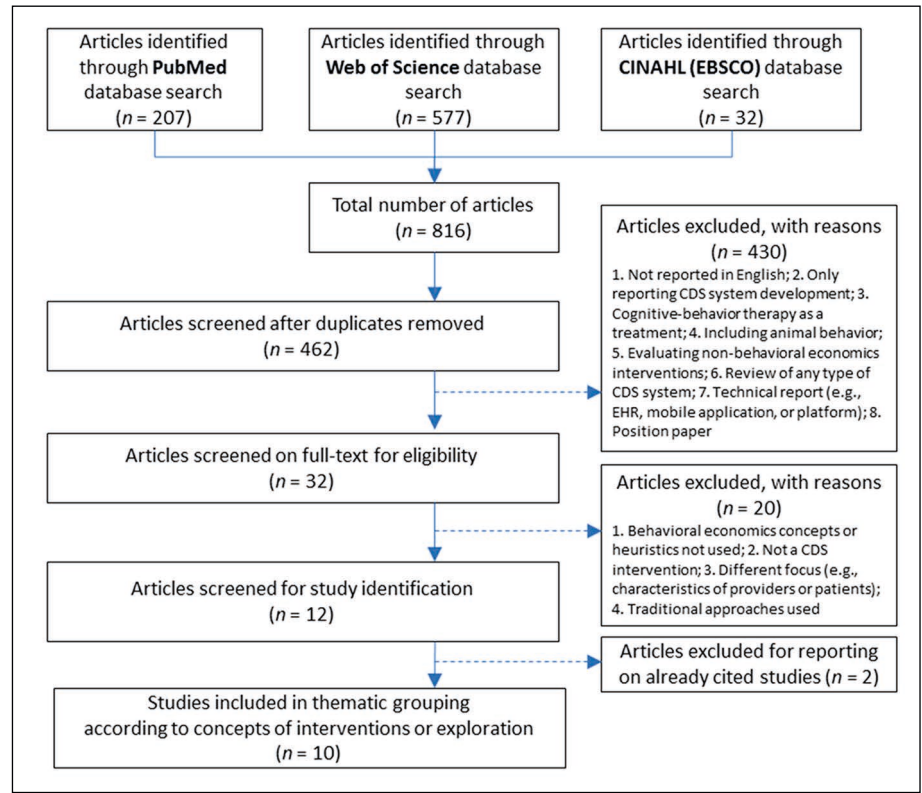 Articles identified
through PubMed
database search
(n = 207)
Articles identified through
Web of Science database
search
(n = 577)
Articles identified through
CINAHL (EBSCO) database
search
(n = 32)
Total number of articles
(n = 816)
Articles excluded, with reasons
(n = 430)
1. Not reported in English; 2. Only
reporting CDS system development; 3.
Cognitive-behavior therapy as a
treatment; 4. Including animal behavior;
5. Evaluating non-behavioral economics
interventions; 6. Review of any type of
CDS system; 7. Technical report (e.g.,
EHR, mobile application, or platform); 8.
Position paper
Articles screened after duplicates removed
(n = 462)
Articles screened on full-text for eligibility
(n = 32)
Articles excluded, with reasons
(n = 20)
1. Behavioral economics concepts or
heuristics not used; 2. Not a CDS
intervention; 3. Different focus (e.g.,
characteristics of providers or patients);
4. Traditional approaches used
Articles screened for study identification
(n = 12)
Articles excluded for reporting
on already cited studies (n = 2)
Studies included in thematic grouping
according to concepts of interventions or exploration
(n = 10)